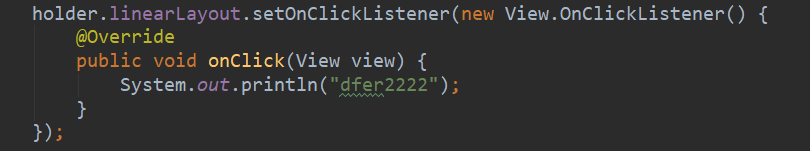 holder.linearLayout.setOnClickListener(new View.OnClickListener() {
    @Override
    public void onClick(View view) {
        System.out.println("dfer2222");
    }
});